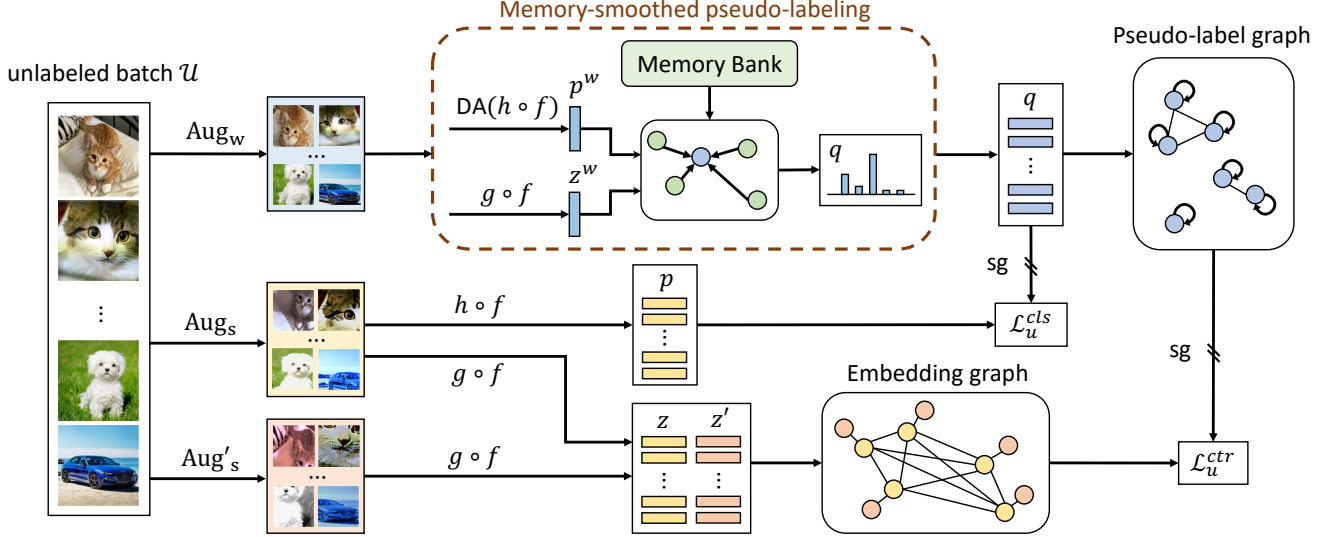 Memory-smoothed pseudo-labeling
Pseudo-label graph
unlabeled batch 𝒰
Memory Bank
Aug_w
...
DA(h ∘ f)
p^w
g ∘ f
z^w
q
q
...
sg
Aug_s
...
h ∘ f
p
...
ℒ_u^{cls}
...
g ∘ f
sg
Embedding graph
Aug'_s
...
g ∘ f
z z'
... ...
ℒ_u^{ctr}